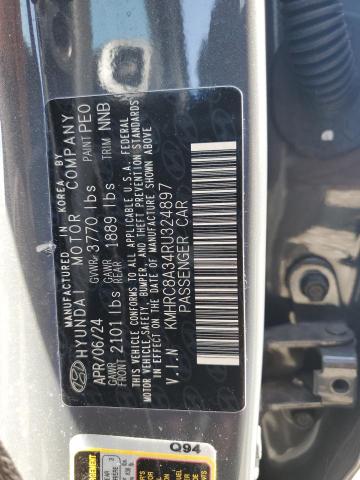 MANUFACTURED IN KOREA BY
HYUNDAI MOTOR COMPANY
APR/06/24 GVWR 3770 lbs PAINT PEO
GAWR FRONT 2101 lbs GAWR REAR 1889 lbs TRIM NNB
THIS VEHICLE CONFORMS TO ALL APPLICABLE U.S.A. FEDERAL
MOTOR VEHICLE SAFETY, BUMPER, AND THEFT PREVENTION STANDARDS
IN EFFECT ON THE DATE OF MANUFACTURE SHOWN ABOVE
V.I.N KMHRC8A34RU324897
PASSENGER CAR
Q94